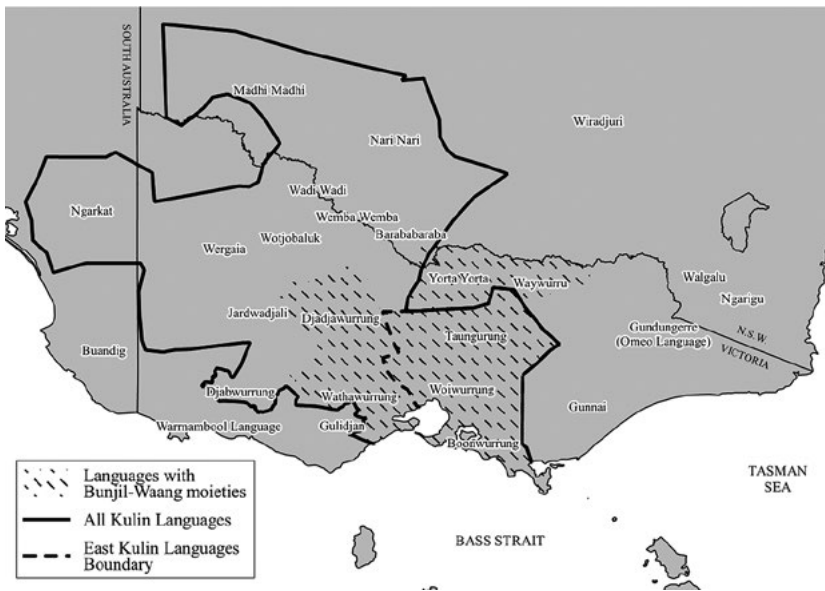 SOUTH AUSTRALIA
Madhi Madhi
Wiradjuri
Nari Nari
Wadi Wadi
Ngarkat
Wemba Wemba
Wotjobaluk
Barababaraba
Wergaia
Yorta Yorta
Waywurru
Walgalu
Ngarigu
Jardwadjali
Djadjawurrung
Taungurung
Gundungerre
(Omeo Language)
N.S.W.
VICTORIA
Buandig
Djabwurrung
Wathawurrung
Woiwurrung
Gunnai
Warrnambool Language
Gulidjan
Boonwurrung
Languages with
Bunjil-Waang moieties
All Kulin Languages
East Kulin Languages
Boundary
BASS STRAIT
TASMAN
SEA